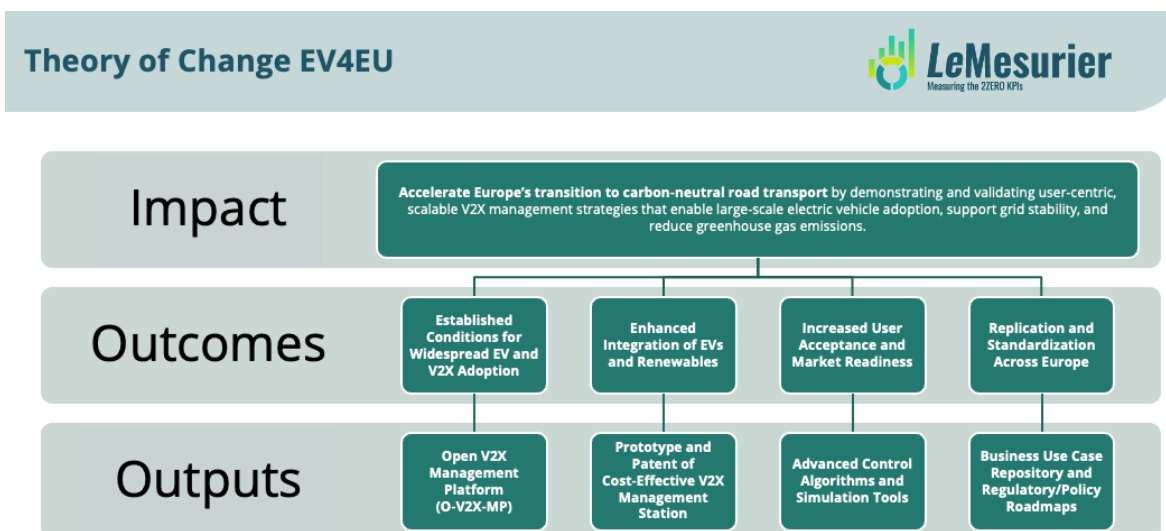 Theory of Change EV4EU
LeMesurier
Measuring the 2ZERO KPIs
Impact
Accelerate Europe's transition to carbon-neutral road transport by demonstrating and validating user-centric,
scalable V2X management strategies that enable large-scale electric vehicle adoption, support grid stability, and
reduce greenhouse gas emissions.
Outcomes
Established
Conditions for
Widespread EV and
V2X Adoption
Enhanced
Integration of EVs
and Renewables
Increased User
Acceptance and
Market Readiness
Replication and
Standardization
Across Europe
Outputs
Open V2X
Management
Platform
(O-V2X-MP)
Prototype and
Patent of
Cost-Effective V2X
Management
Station
Advanced Control
Algorithms and
Simulation Tools
Business Use Case
Repository and
Regulatory/Policy
Roadmaps